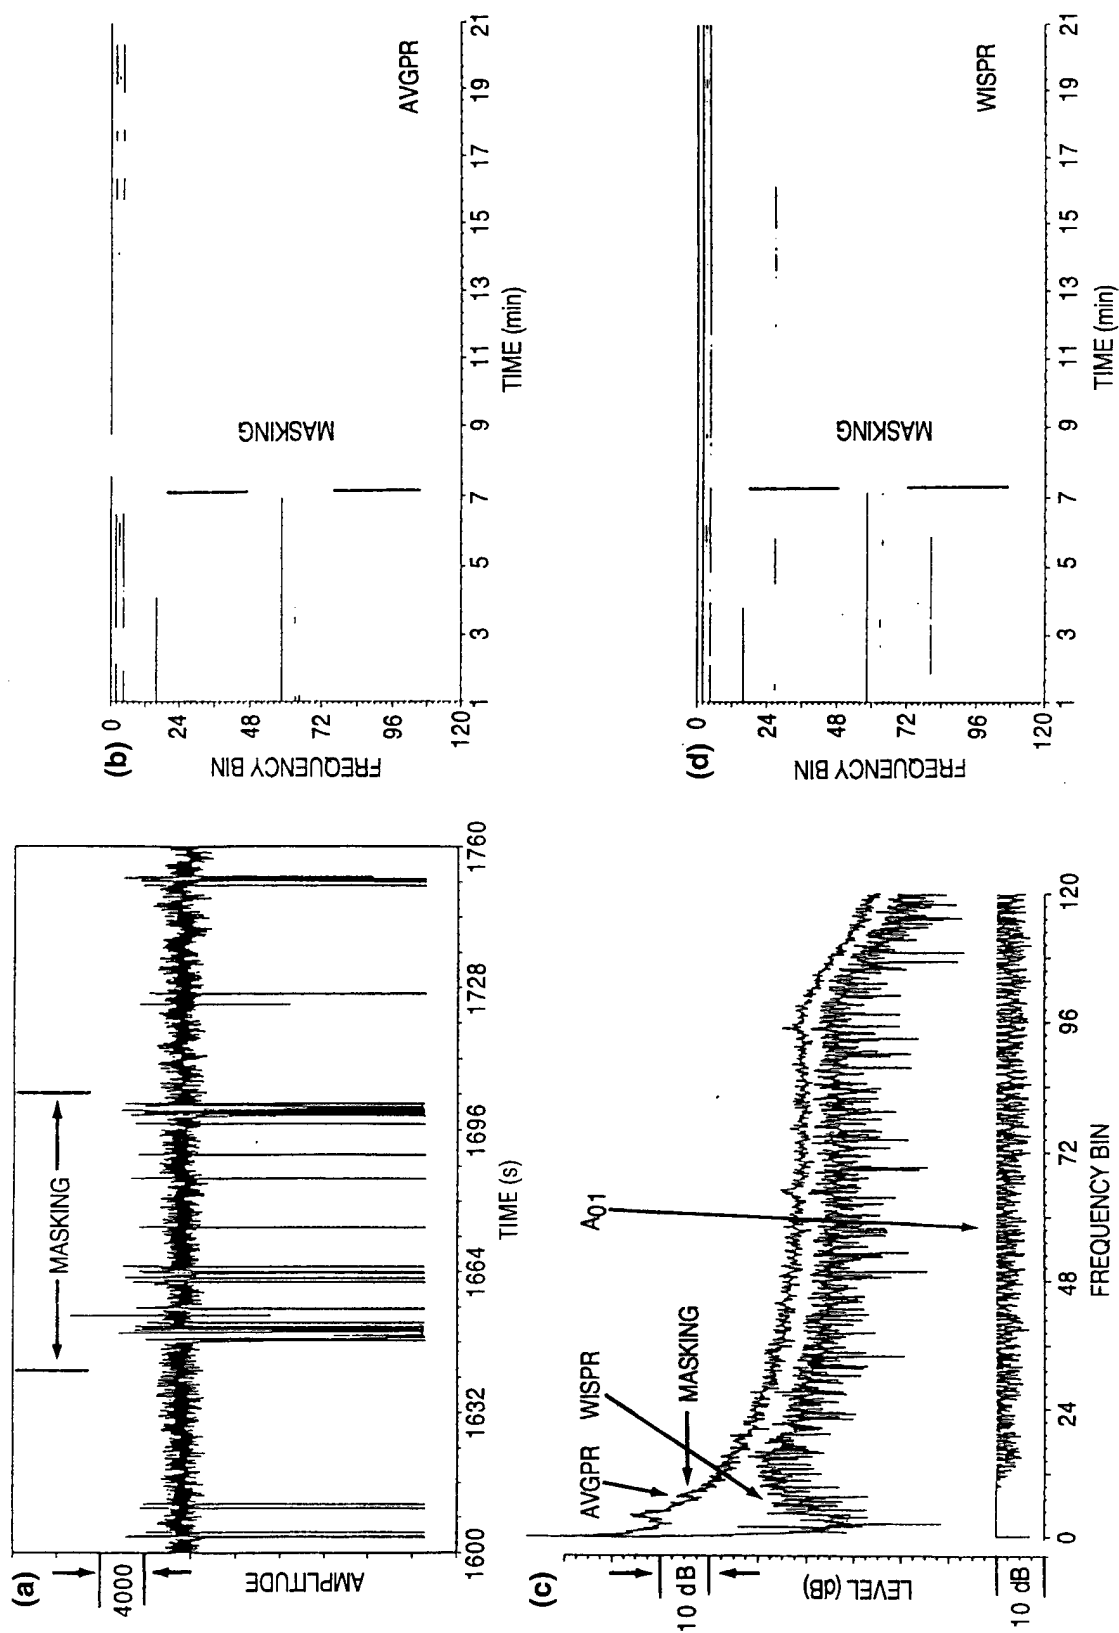 (a)
4000
AMPLITUDE
MASKING
1600
1632
1664
1696
1728
1760
TIME (s)
(b)
FREQUENCY BIN
0
24
48
72
96
120
MASKING
AVGPR
1
3
5
7
9
11
13
15
17
19
21
TIME (min)
(c)
10 dB
LEVEL (dB)
10 dB
AVGPR
WISPR
MASKING
A01
0
24
48
72
96
120
FREQUENCY BIN
(d)
FREQUENCY BIN
0
24
48
72
96
120
MASKING
WISPR
1
3
5
7
9
11
13
15
17
19
21
TIME (min)